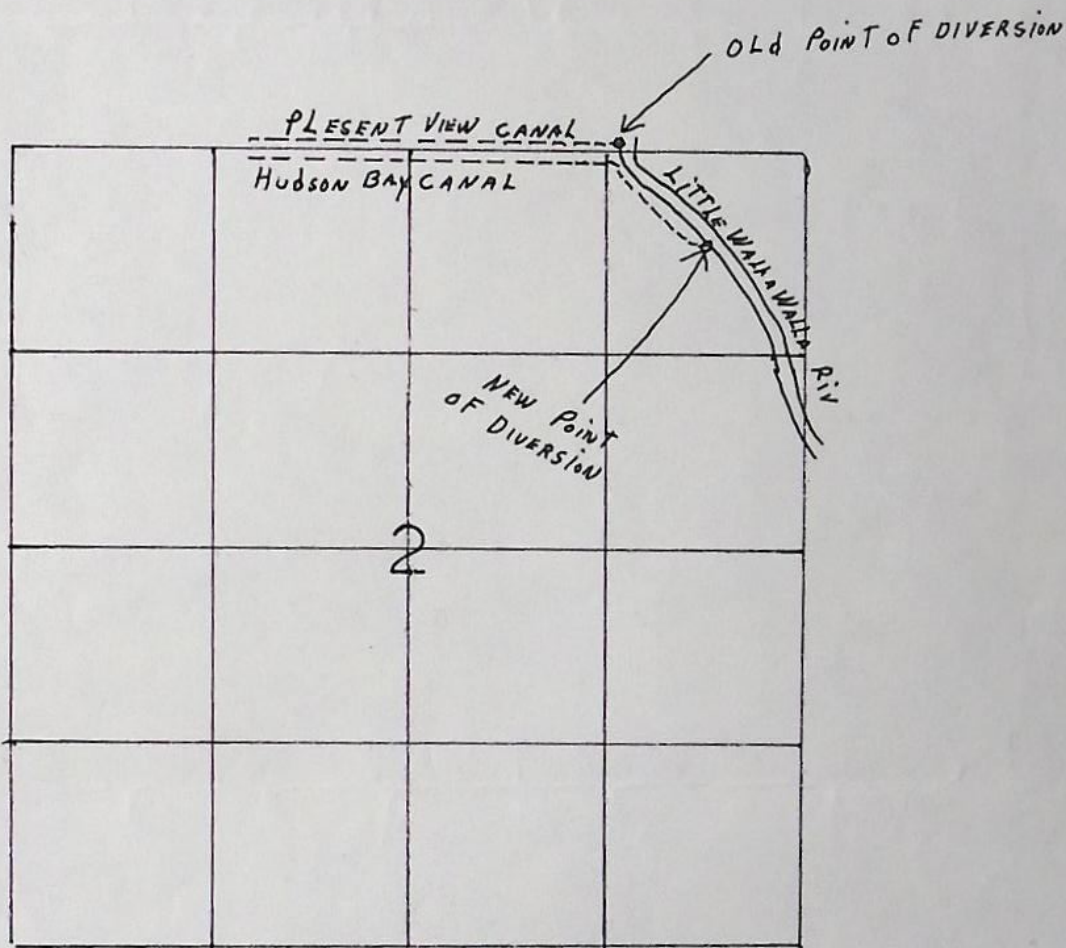 OLd POINT OF DIVERSION
PLESENT VIEW CANAL
Hudson BAY CANAL
LITTLE WALLA WALLA RIV
NEW POINT
OF DIVERSION
2